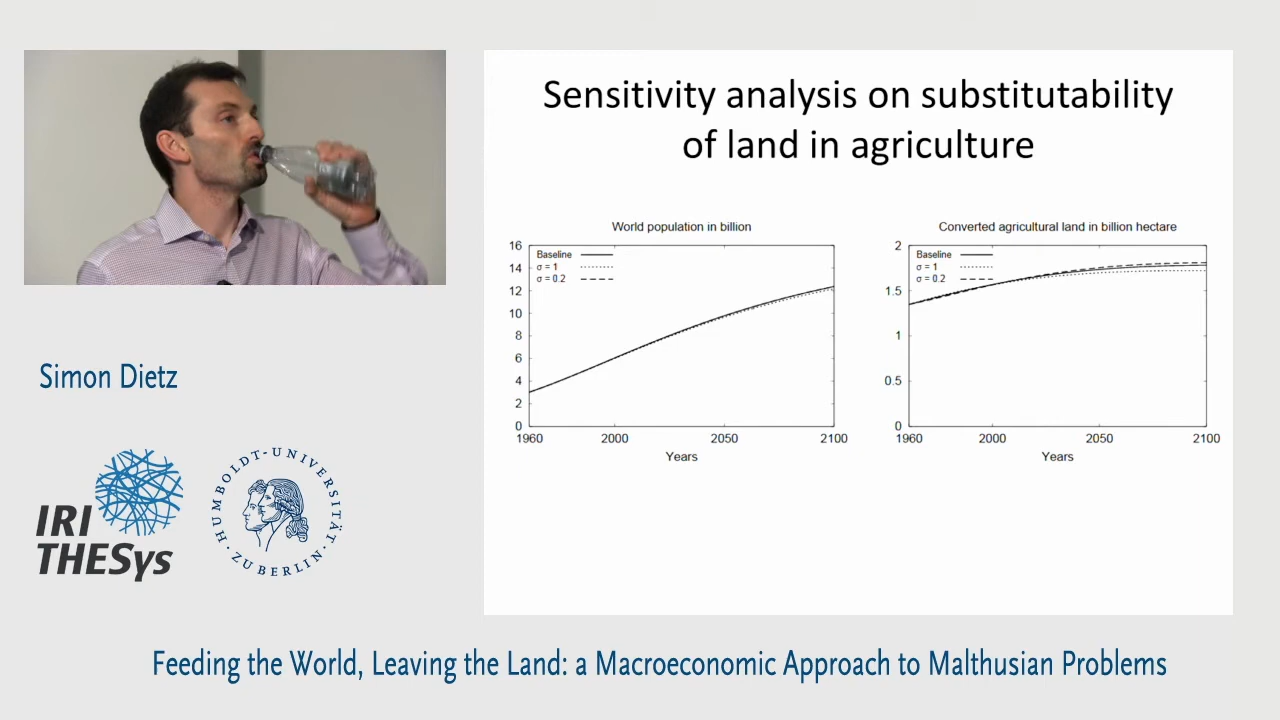 Sensitivity analysis on substitutability
of land in agriculture
World population in billion
16
14
12
10
8
6
4
2
0
Baseline
σ = 1
σ = 0.2
1960
2000
2050
2100
Years
Converted agricultural land in billion hectare
2
1.5
1
0.5
0
Baseline
σ = 1
σ = 0.2
1960
2000
2050
2100
Years
Simon Dietz
IRI
THESys
HUMBOLDT-UNIVERSITÄT
· ZU BERLIN ·
Feeding the World, Leaving the Land: a Macroeconomic Approach to Malthusian Problems